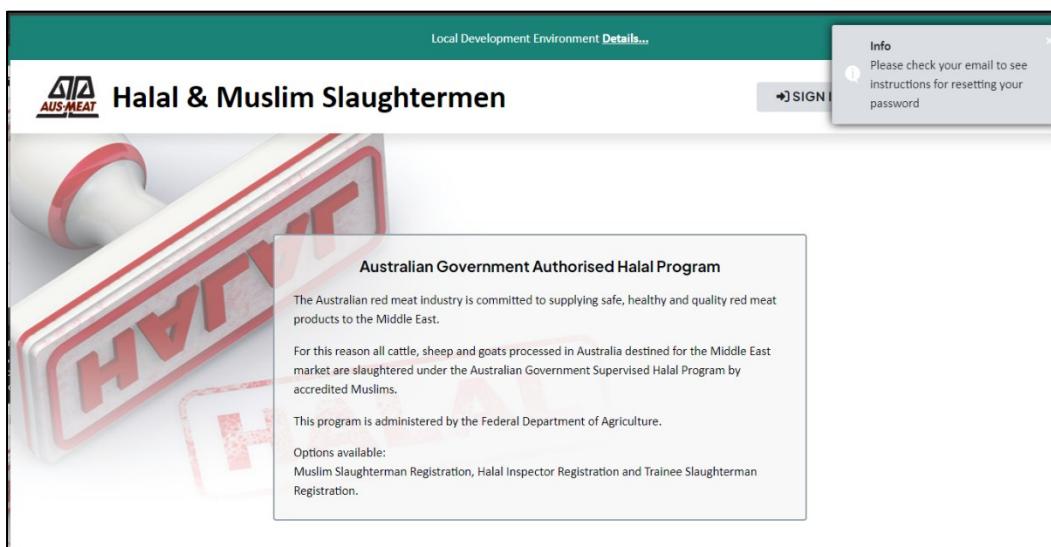 Local Development Environment Details...
Info
Please check your email to see
instructions for resetting your
password
AUS-MEAT
Halal & Muslim Slaughtermen
SIGN I
HALAL
HALAL
Australian Government Authorised Halal Program
The Australian red meat industry is committed to supplying safe, healthy and quality red meat
products to the Middle East.
For this reason all cattle, sheep and goats processed in Australia destined for the Middle East
market are slaughtered under the Australian Government Supervised Halal Program by
accredited Muslims.
This program is administered by the Federal Department of Agriculture.
Options available:
Muslim Slaughterman Registration, Halal Inspector Registration and Trainee Slaughterman
Registration.